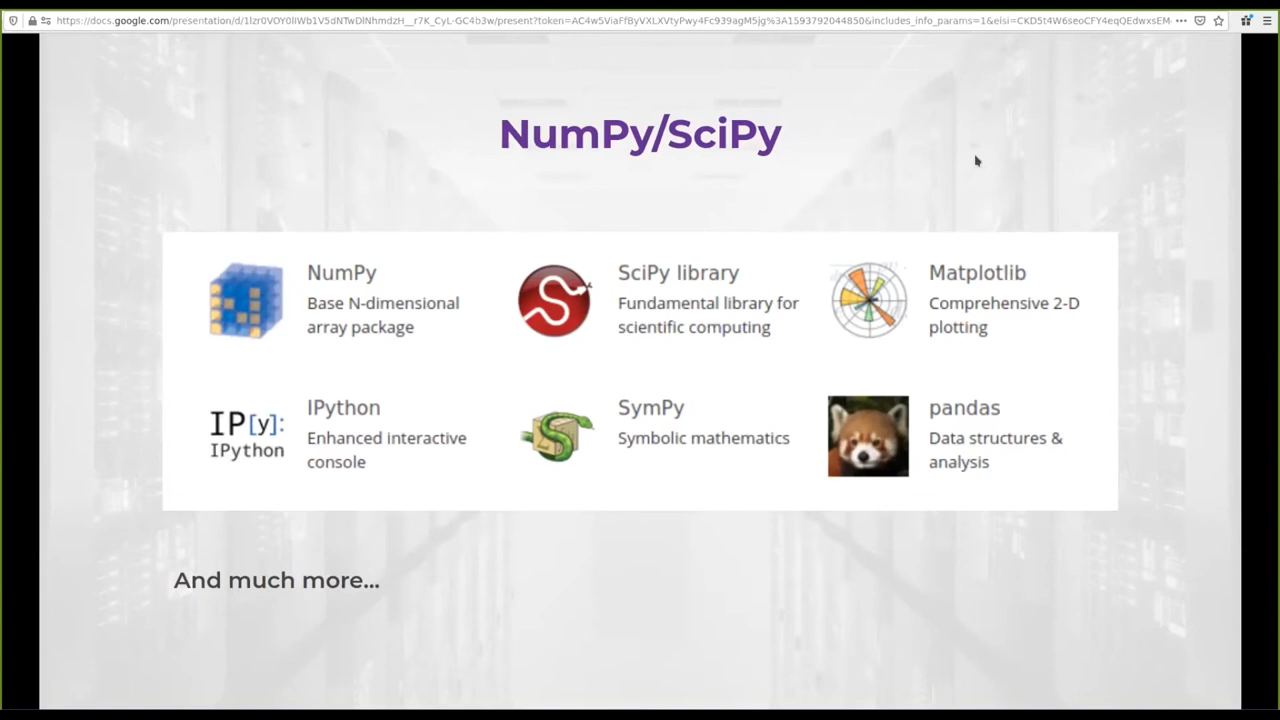 NumPy/SciPy
NumPy
Base N-dimensional
array package
SciPy library
Fundamental library for
scientific computing
Matplotlib
Comprehensive 2-D
plotting
IP[y]:
IPython
IPython
Enhanced interactive
console
SymPy
Symbolic mathematics
pandas
Data structures &
analysis
And much more...